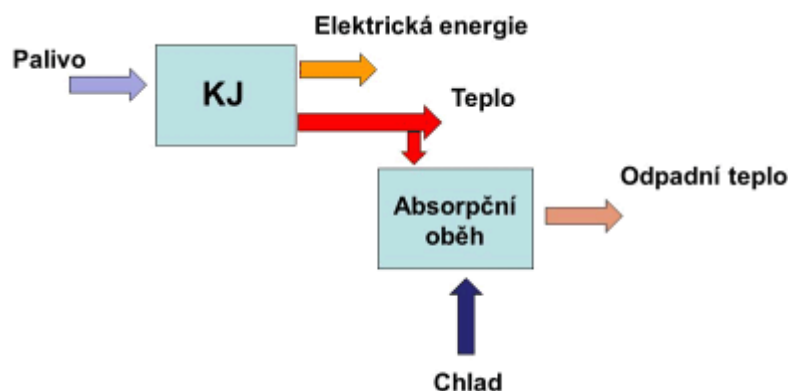 Elektrická energie
Palivo
KJ
Teplo
Odpadní teplo
Absorpční
oběh
Chlad